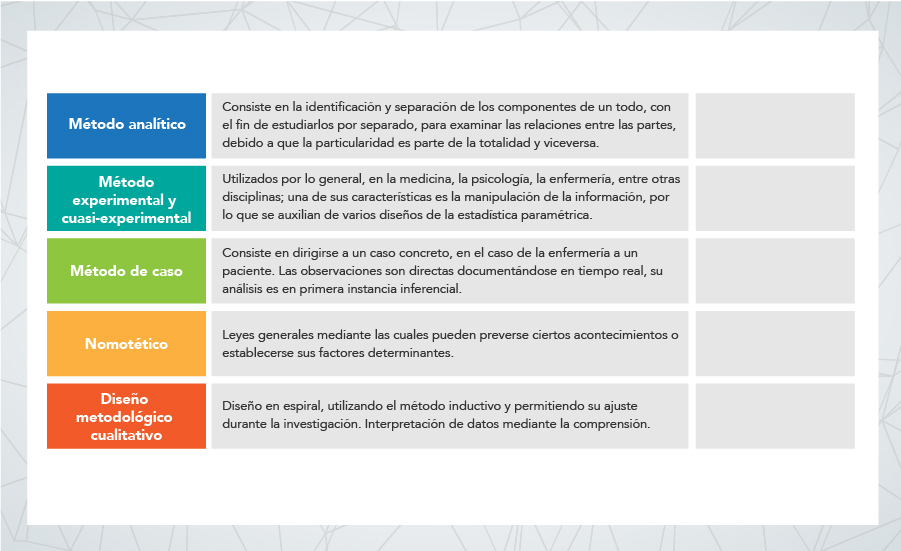 Método analítico
Consiste en la identificación y separación de los componentes de un todo, con
el fin de estudiarlos por separado, para examinar las relaciones entre las partes,
debido a que la particularidad es parte de la totalidad y viceversa.
Método
experimental y
cuasi-experimental
Utilizados por lo general, en la medicina, la psicología, la enfermería, entre otras
disciplinas; una de sus características es la manipulación de la información, por
lo que se auxilian de varios diseños de la estadística paramétrica.
Método de caso
Consiste en dirigirse a un caso concreto, en el caso de la enfermería a un
paciente. Las observaciones son directas documentándose en tiempo real, su
análisis es en primera instancia inferencial.
Nomotético
Leyes generales mediante las cuales pueden preverse ciertos acontecimientos o
establecerse sus factores determinantes.
Diseño
metodológico
cualitativo
Diseño en espiral, utilizando el método inductivo y permitiendo su ajuste
durante la investigación. Interpretación de datos mediante la comprensión.